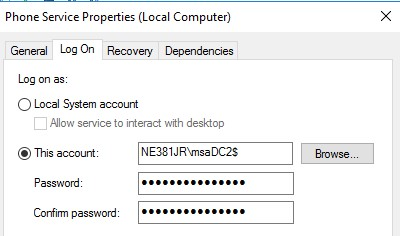 Phone Service Properties (Local Computer)
General Log On Recovery Dependencies
Log on as:
Local System account
Allow service to interact with desktop
This account: NE381JR\msaDC2$ Browse...
Password: •••••••••••••••
Confirm password: •••••••••••••••